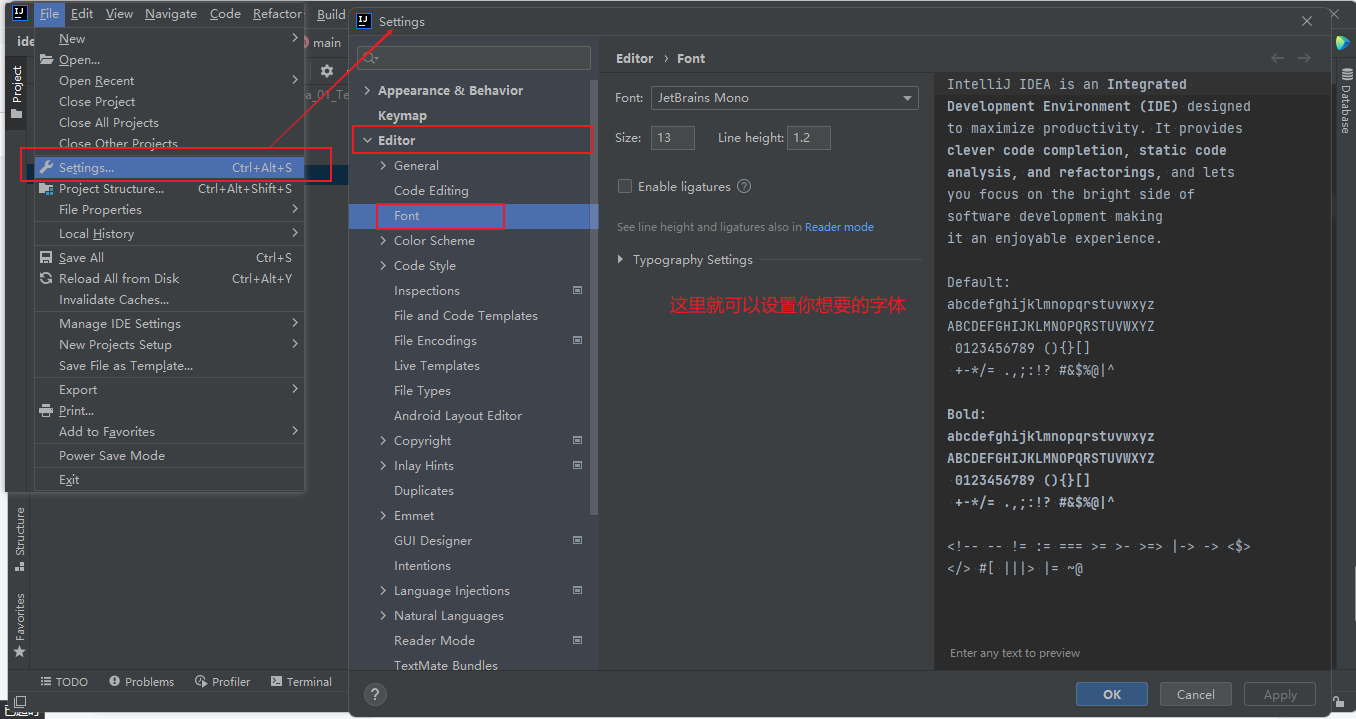 File Edit View Navigate Code Refactor Build
ide
main
Project
New
Open...
Open Recent
Close Project
Close All Projects
Close Other Projects
Settings... Ctrl+Alt+S
Project Structure... Ctrl+Alt+Shift+S
File Properties
Local History
Save All Ctrl+S
Reload All from Disk Ctrl+Alt+Y
Invalidate Caches...
Manage IDE Settings
New Projects Setup
Save File as Template...
Export
Print...
Add to Favorites
Power Save Mode
Exit
Structure
Favorites
TODO Problems Profiler Terminal
Settings
Appearance & Behavior
Keymap
Editor
General
Code Editing
Font
Color Scheme
Code Style
Inspections
File and Code Templates
File Encodings
Live Templates
File Types
Android Layout Editor
Copyright
Inlay Hints
Duplicates
Emmet
GUI Designer
Intentions
Language Injections
Natural Languages
Reader Mode
TextMate Bundles
Editor › Font
Font: JetBrains Mono
Size: 13 Line height: 1.2
Enable ligatures ?
See line height and ligatures also in Reader mode
Typography Settings
这里就可以设置你想要的字体
IntelliJ IDEA is an Integrated
Development Environment (IDE) designed
to maximize productivity. It provides
clever code completion, static code
analysis, and refactorings, and lets
you focus on the bright side of
software development making
it an enjoyable experience.
Default:
abcdefghijklmnopqrstuvwxyz
ABCDEFGHIJKLMNOPQRSTUVWXYZ
0123456789 (){}[]
+-*/= .,;:!? #&$%@|^
Bold:
abcdefghijklmnopqrstuvwxyz
ABCDEFGHIJKLMNOPQRSTUVWXYZ
0123456789 (){}[]
+-*/= .,;:!? #&$%@|^
<!-- -- != := === >= >- >=> |-> -> <$>
</> #[ |||> |= ~@
Enter any text to preview
?
OK Cancel Apply
Database